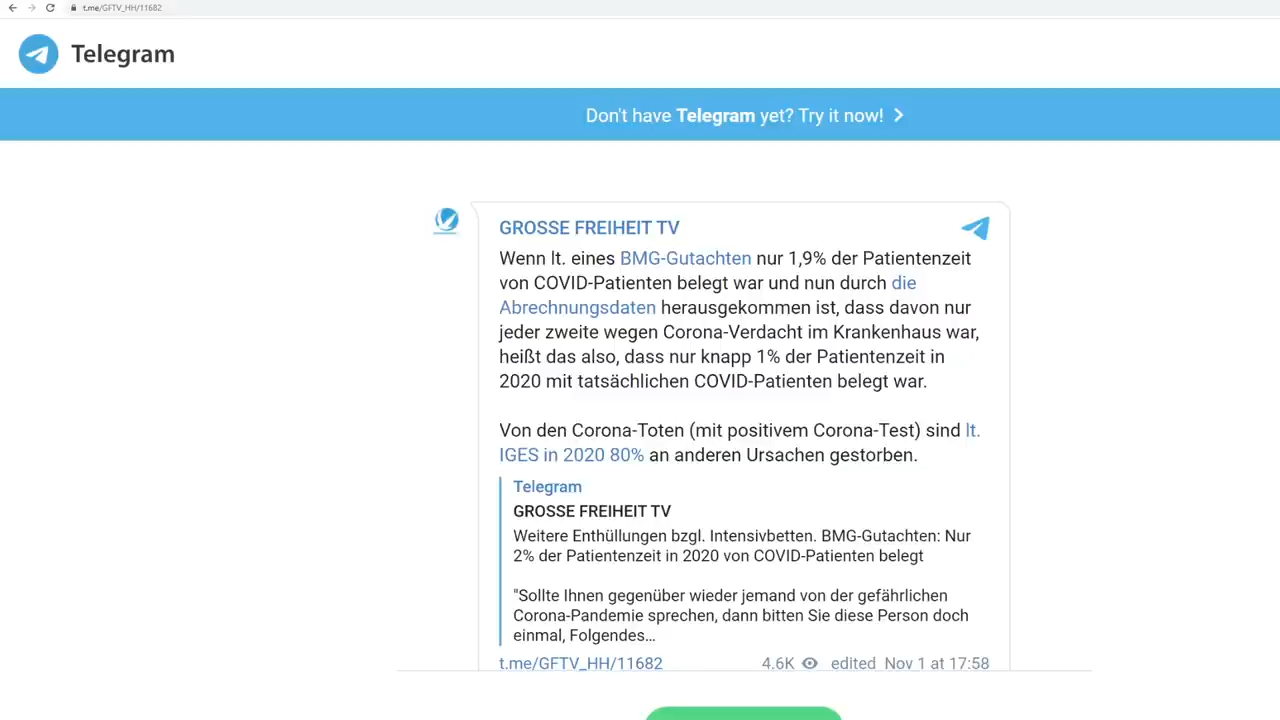 t.me/GFTV_HH/11682
Telegram
Don't have Telegram yet? Try it now!
GROSSE FREIHEIT TV
Wenn lt. eines BMG-Gutachten nur 1,9% der Patientenzeit
von COVID-Patienten belegt war und nun durch die
Abrechnungsdaten herausgekommen ist, dass davon nur
jeder zweite wegen Corona-Verdacht im Krankenhaus war,
heißt das also, dass nur knapp 1% der Patientenzeit in
2020 mit tatsächlichen COVID-Patienten belegt war.
Von den Corona-Toten (mit positivem Corona-Test) sind lt.
IGES in 2020 80% an anderen Ursachen gestorben.
Telegram
GROSSE FREIHEIT TV
Weitere Enthüllungen bzgl. Intensivbetten. BMG-Gutachten: Nur
2% der Patientenzeit in 2020 von COVID-Patienten belegt
"Sollte Ihnen gegenüber wieder jemand von der gefährlichen
Corona-Pandemie sprechen, dann bitten Sie diese Person doch
einmal, Folgendes…
t.me/GFTV_HH/11682 4.6K edited Nov 1 at 17:58